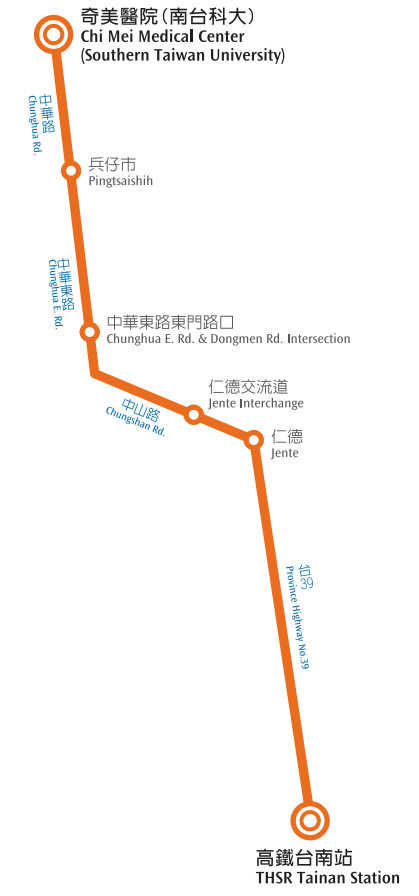 奇美醫院(南台科大)
Chi Mei Medical Center
(Southern Taiwan University)
中華路
Chunghua Rd.
兵仔市
Pingtsaishih
中華東路
Chunghua E. Rd.
中華東路東門路口
Chunghua E. Rd. & Dongmen Rd. Intersection
仁德交流道
Jente Interchange
中山路
Chungshan Rd.
仁德
Jente
台39
Province Highway No.39
高鐵台南站
THSR Tainan Station